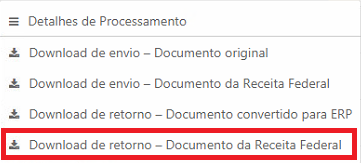 Detalhes de Processamento
Download de envio – Documento original
Download de envio – Documento da Receita Federal
Download de retorno – Documento convertido para ERP
Download de retorno – Documento da Receita Federal